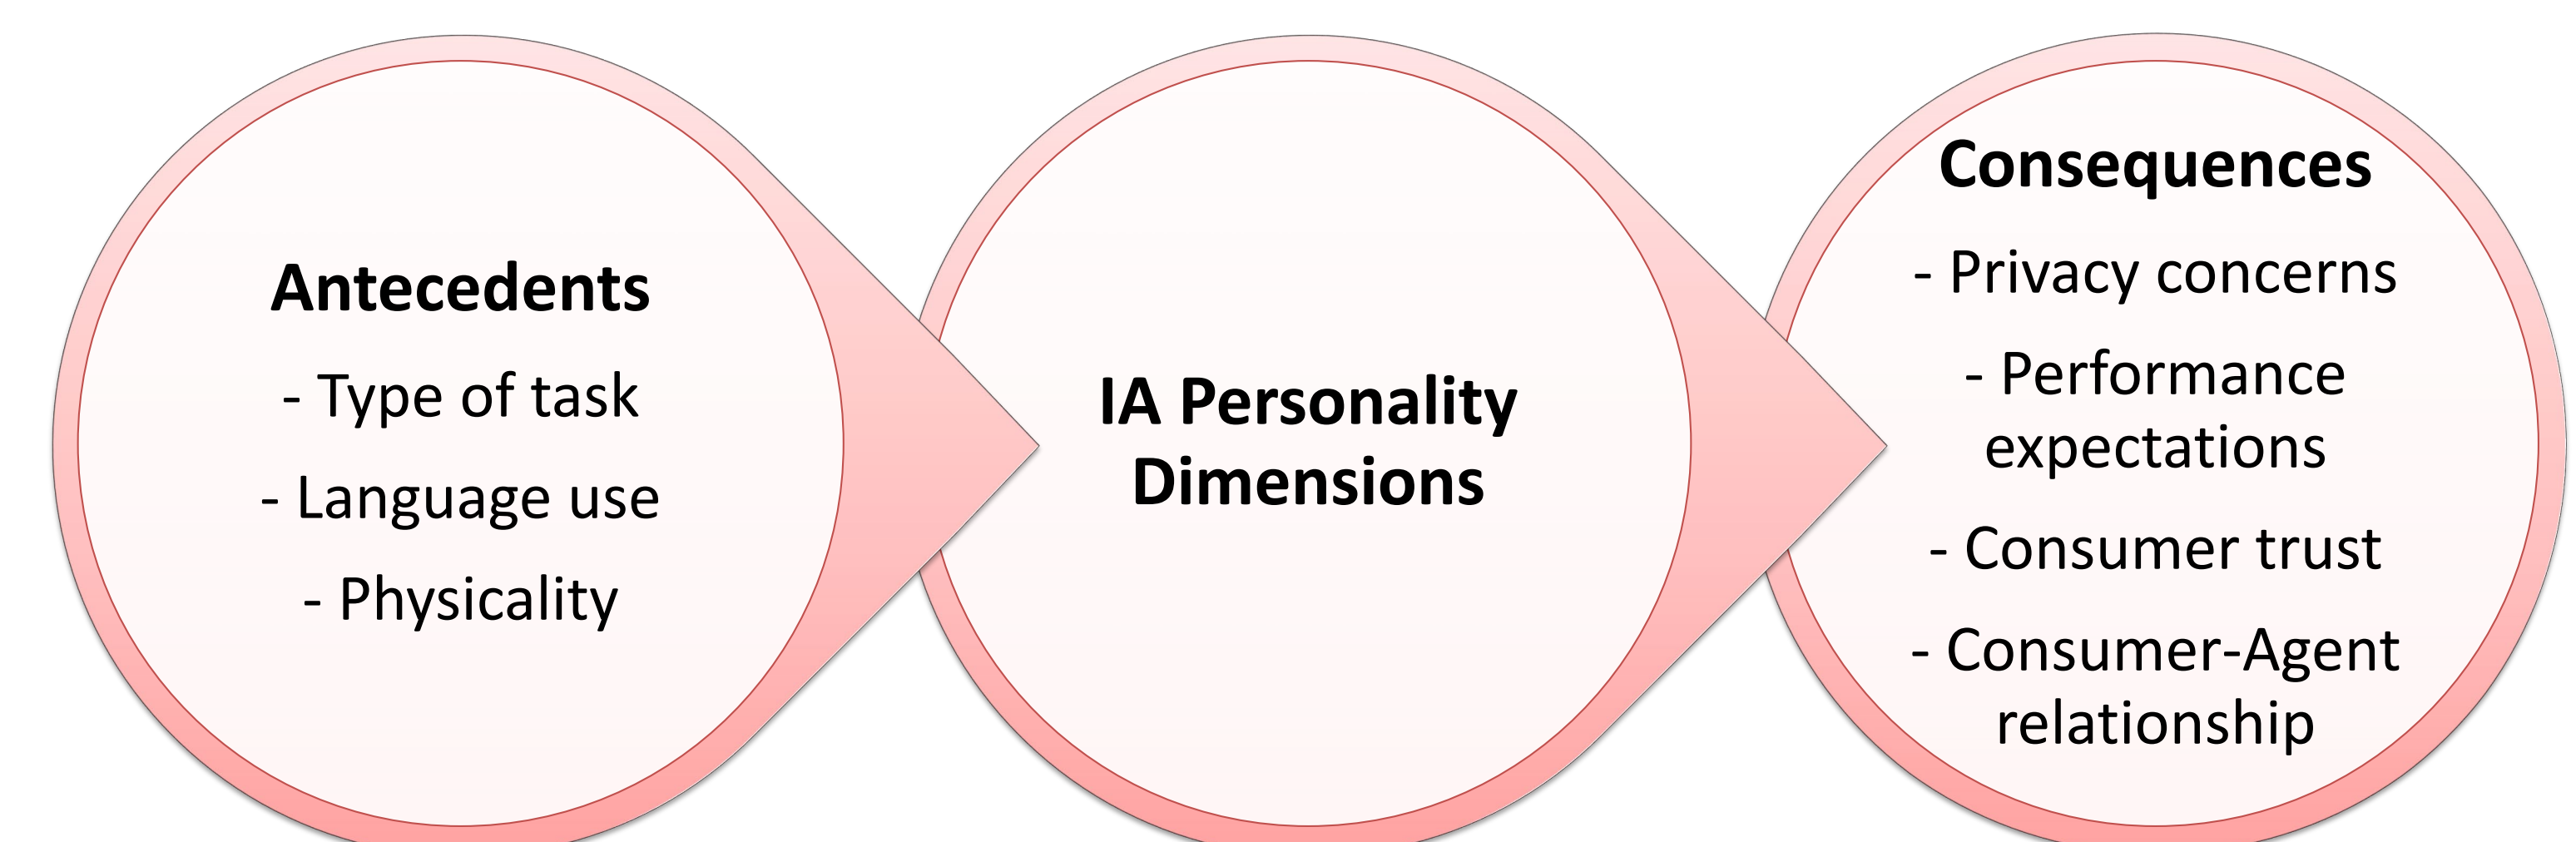 Antecedents
- Type of task
- Language use
- Physicality
IA Personality
Dimensions
Consequences
- Privacy concerns
- Performance
expectations
- Consumer trust
- Consumer-Agent
relationship